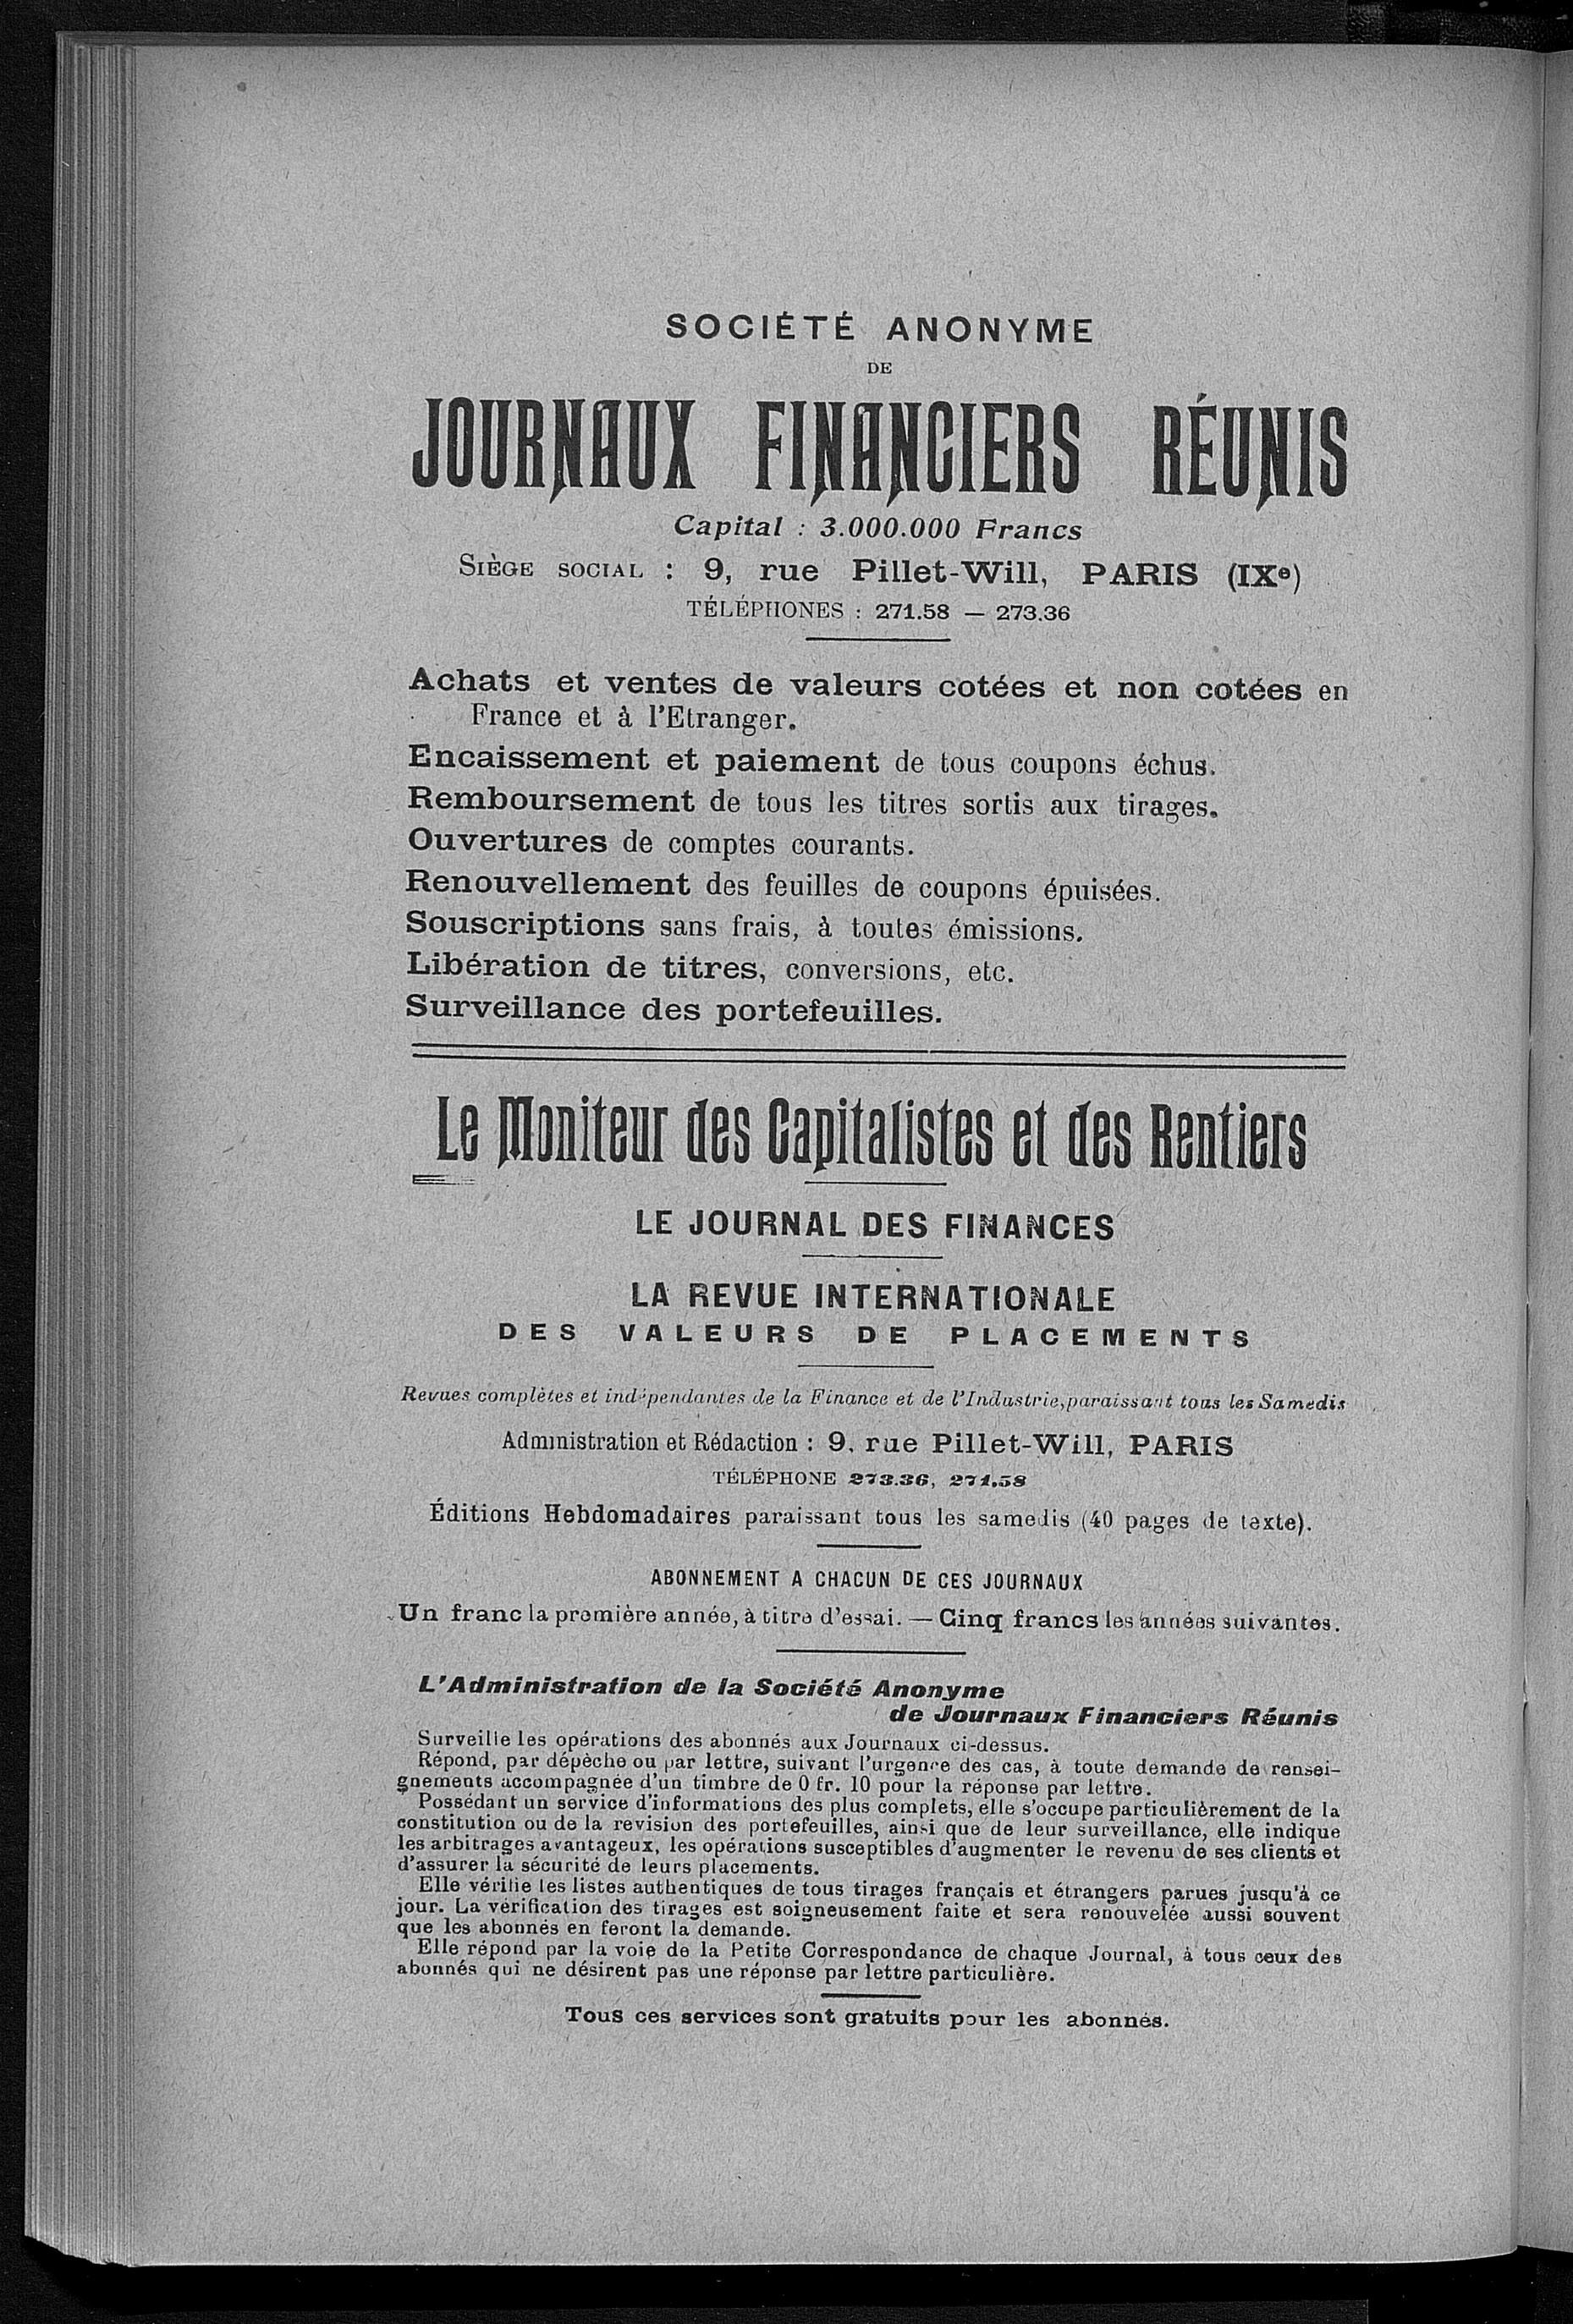 SOCIÉTÉ ANONYME
DE
JOURNAUX FINANCIERS RÉUNIS
Capital : 3.000.000 Francs
SIÈGE SOCIAL : 9, rue Pillet-Will, PARIS (IXe)
TÉLÉPHONES : 271.58 — 273.36
Achats et ventes de valeurs cotées et non cotées en
France et à l'Etranger.
Encaissement et paiement de tous coupons échus.
Remboursement de tous les titres sortis aux tirages.
Ouvertures de comptes courants.
Renouvellement des feuilles de coupons épuisées.
Souscriptions sans frais, à toutes émissions.
Libération de titres, conversions, etc.
Surveillance des portefeuilles.
Le Moniteur des Capitalistes et des Rentiers
LE JOURNAL DES FINANCES
LA REVUE INTERNATIONALE
DES VALEURS DE PLACEMENTS
Revues complètes et indépendantes de la Finance et de l'Industrie, paraissant tous les Samedis
Administration et Rédaction : 9, rue Pillet-Will, PARIS
TÉLÉPHONE 273.36, 271.58
Éditions Hebdomadaires paraissant tous les samedis (40 pages de texte).
ABONNEMENT A CHACUN DE CES JOURNAUX
Un franc la première année, à titre d'essai. — Cinq francs les années suivantes.
L'Administration de la Société Anonyme
de Journaux Financiers Réunis
Surveille les opérations des abonnés aux Journaux ci-dessus.
Répond, par dépêche ou par lettre, suivant l'urgence des cas, à toute demande de rensei-
gnements accompagnée d'un timbre de 0 fr. 10 pour la réponse par lettre.
Possédant un service d'informations des plus complets, elle s'occupe particulièrement de la
constitution ou de la revision des portefeuilles, ainsi que de leur surveillance, elle indique
les arbitrages avantageux, les opérations susceptibles d'augmenter le revenu de ses clients et
d'assurer la sécurité de leurs placements.
Elle vérifie les listes authentiques de tous tirages français et étrangers parues jusqu'à ce
jour. La vérification des tirages est soigneusement faite et sera renouvelée aussi souvent
que les abonnés en feront la demande.
Elle répond par la voie de la Petite Correspondance de chaque Journal, à tous ceux des
abonnés qui ne désirent pas une réponse par lettre particulière.
Tous ces services sont gratuits pour les abonnés.